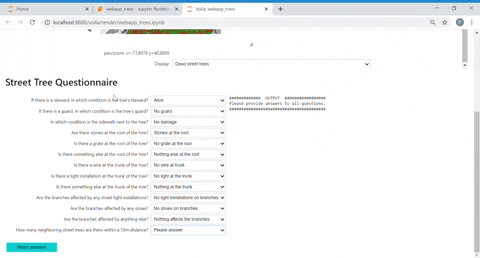 Home
webapp_trees - Jupyter Notebook
Voila: webapp_trees
localhost:8888/voila/render/webapp_trees.ipynb
Display:
Dead street trees
Street Tree Questionnaire
If there is a steward, in which condition is the tree's steward?
Alive
############# OUTPUT #################
If there is a guard, in which condition is the tree's guard?
No guard
Please provide answers to all questions.
In which condition is the sidewalk next to the tree?
No damage
Are there stones at the root of the tree?
Stones at the root
Is there a grate at the root of the tree?
No grate at the root
Is there something else at the root of the tree?
Nothing else at the root
Is there a wire at the trunk of the tree?
No wire at trunk
Is there a light installation at the trunk of the tree?
No light at the trunk
Is there something else at the trunk of the tree?
Nothing at the trunk
Are the branches affected by any street light installations?
No light installations on branches
Are the branches affected by any shoes?
No shoes on branches
Are the branches affected by anything else?
Nothing affects the branches
How many neighboring street trees are there within a 10m distance?
Please answer
Reset answers